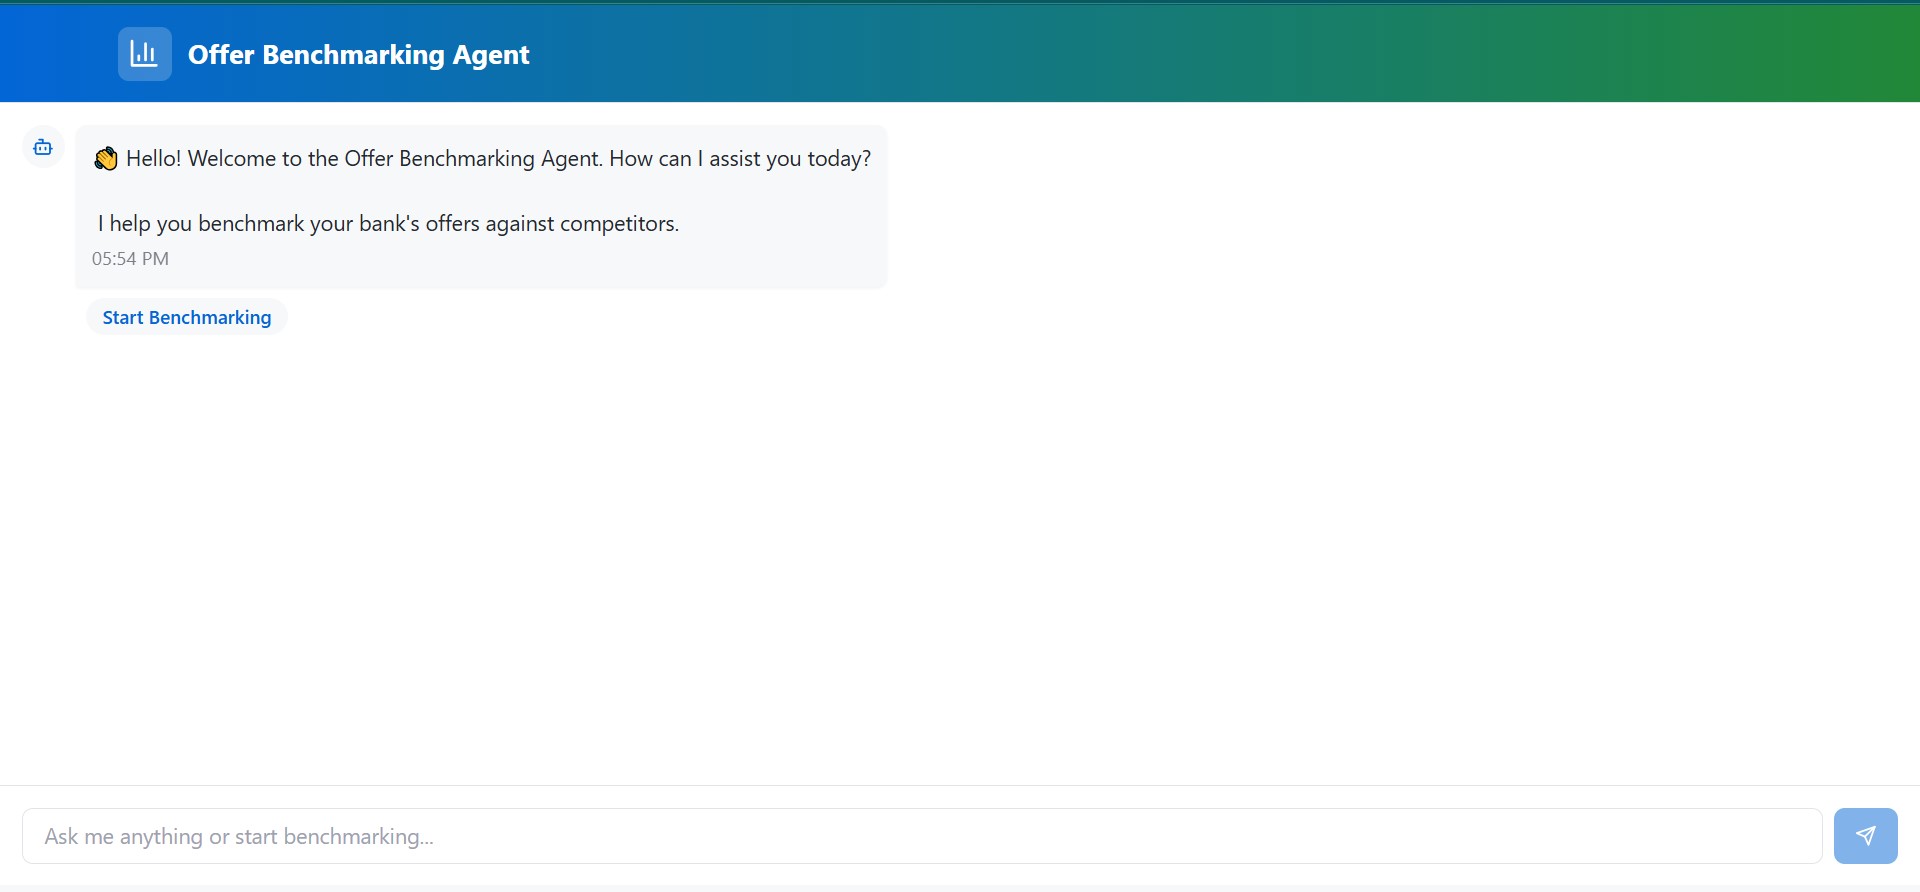 Offer Benchmarking Agent
👋 Hello! Welcome to the Offer Benchmarking Agent. How can I assist you today?
I help you benchmark your bank's offers against competitors.
05:54 PM
Start Benchmarking
Ask me anything or start benchmarking...